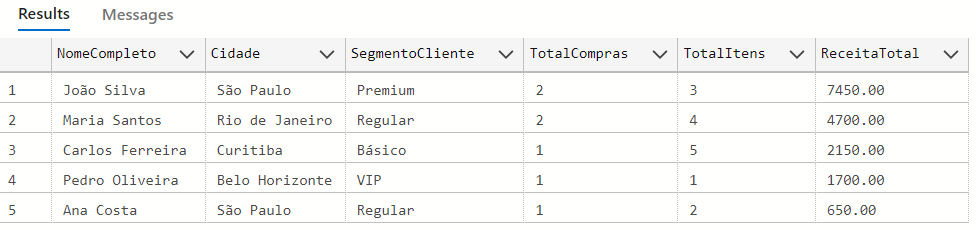 Results Messages
NomeCompleto Cidade SegmentoCliente TotalCompras TotalItens ReceitaTotal
1 João Silva São Paulo Premium 2 3 7450.00
2 Maria Santos Rio de Janeiro Regular 2 4 4700.00
3 Carlos Ferreira Curitiba Básico 1 5 2150.00
4 Pedro Oliveira Belo Horizonte VIP 1 1 1700.00
5 Ana Costa São Paulo Regular 1 2 650.00